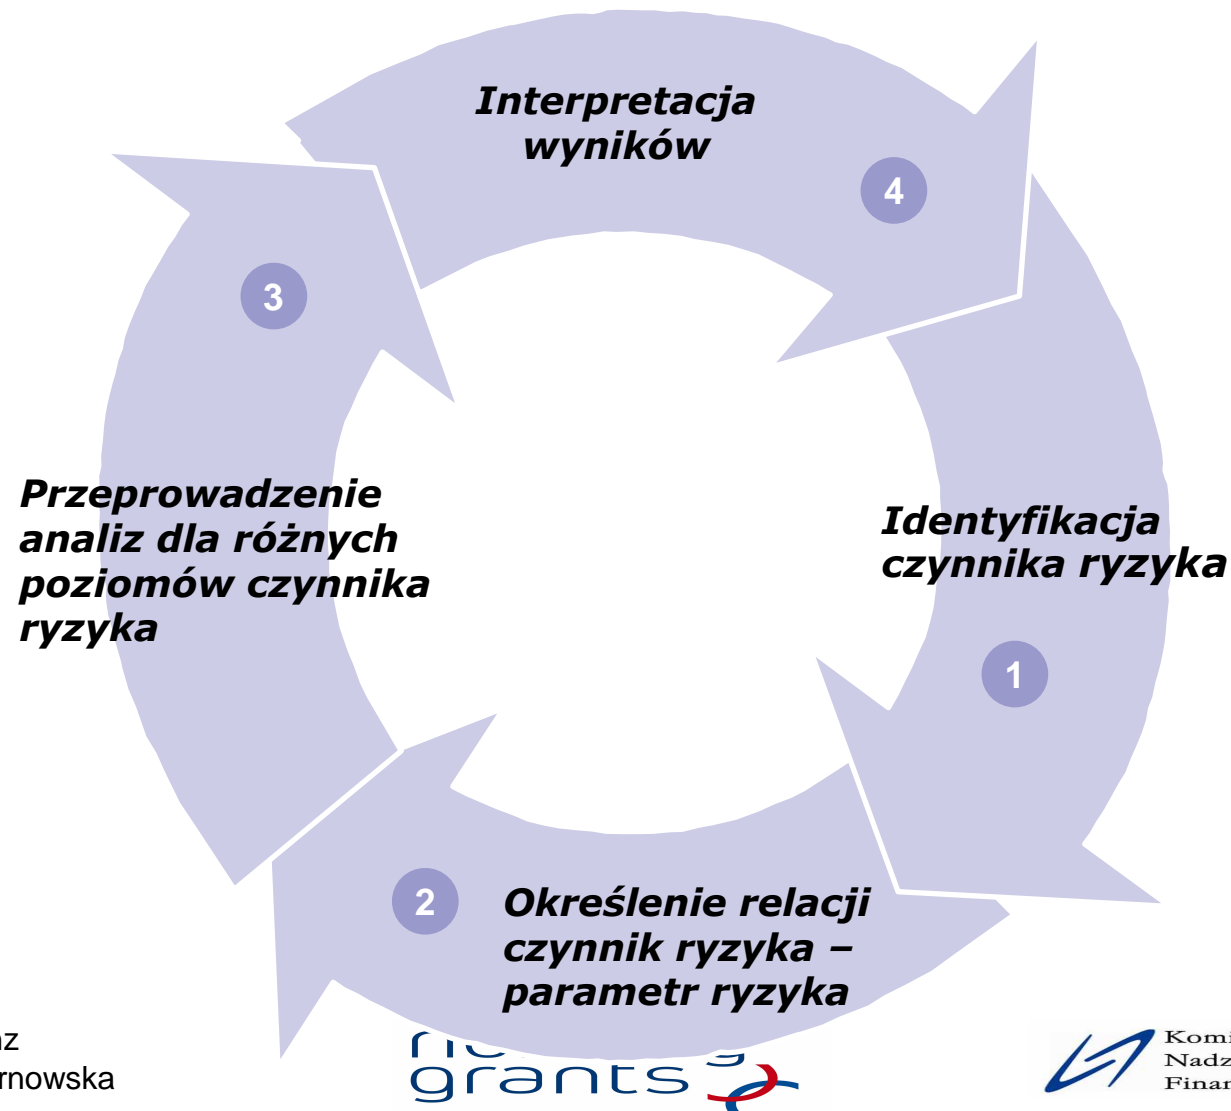 Interpretacja
wyników
4
3
Przeprowadzenie
analiz dla różnych
poziomów czynnika
ryzyka
Identyfikacja
czynnika ryzyka
1
2
Określenie relacji
czynnik ryzyka –
parametr ryzyka
grants